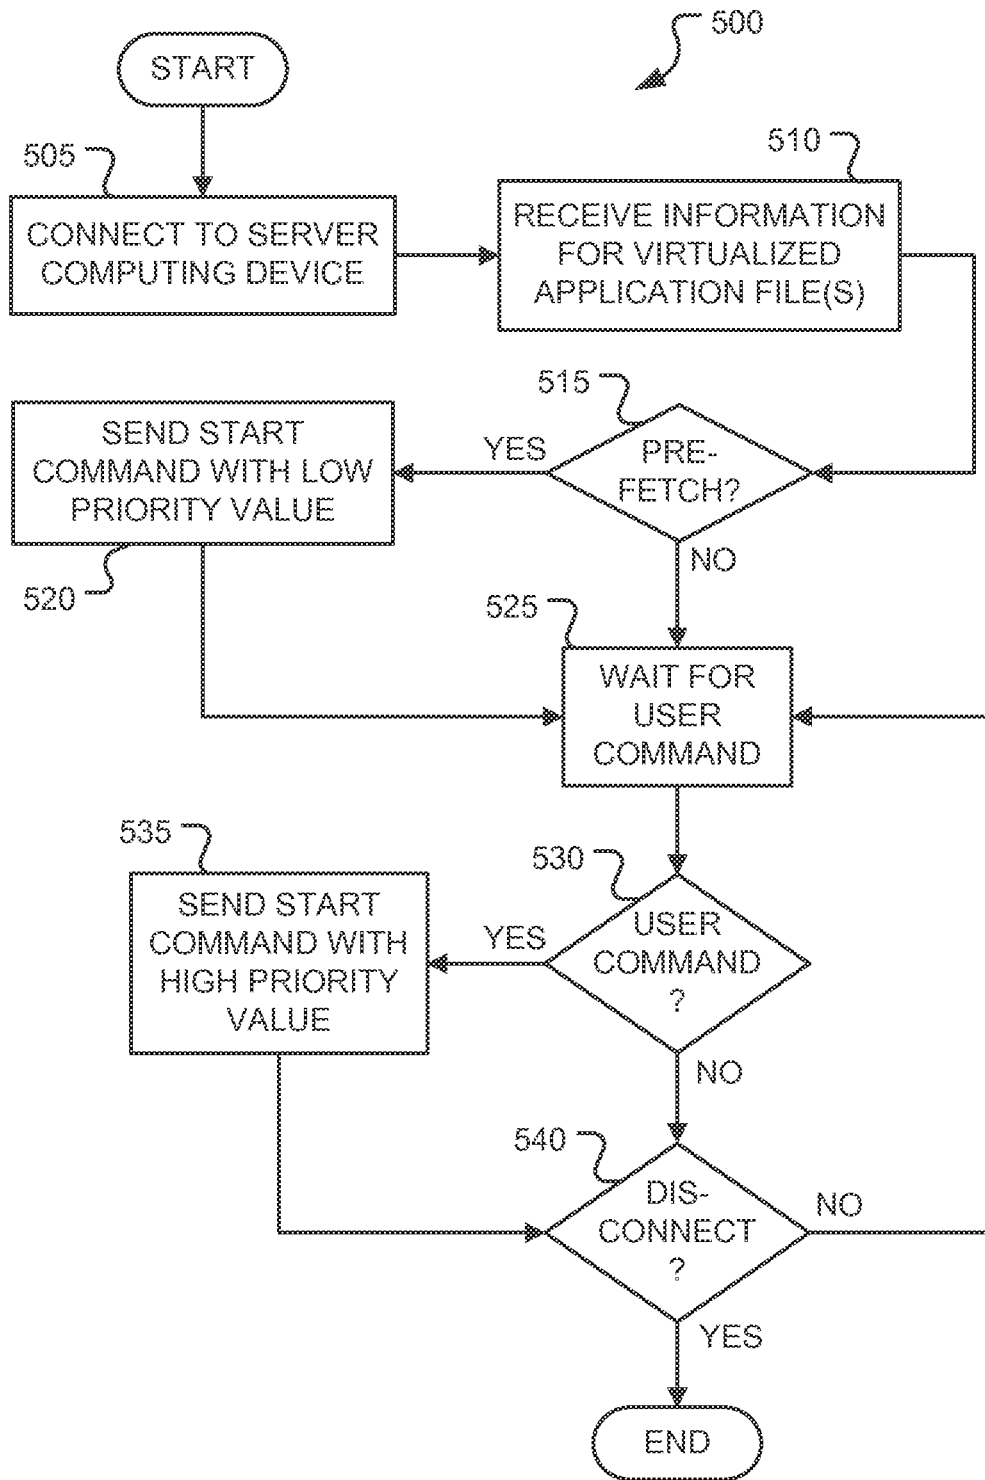 500
START
505
CONNECT TO SERVER
COMPUTING DEVICE
510
RECEIVE INFORMATION
FOR VIRTUALIZED
APPLICATION FILE(S)
515
PRE-
FETCH?
YES
NO
SEND START
COMMAND WITH LOW
PRIORITY VALUE
520
525
WAIT FOR
USER
COMMAND
530
USER
COMMAND
?
YES
NO
535
SEND START
COMMAND WITH
HIGH PRIORITY
VALUE
540
DIS-
CONNECT
?
NO
YES
END